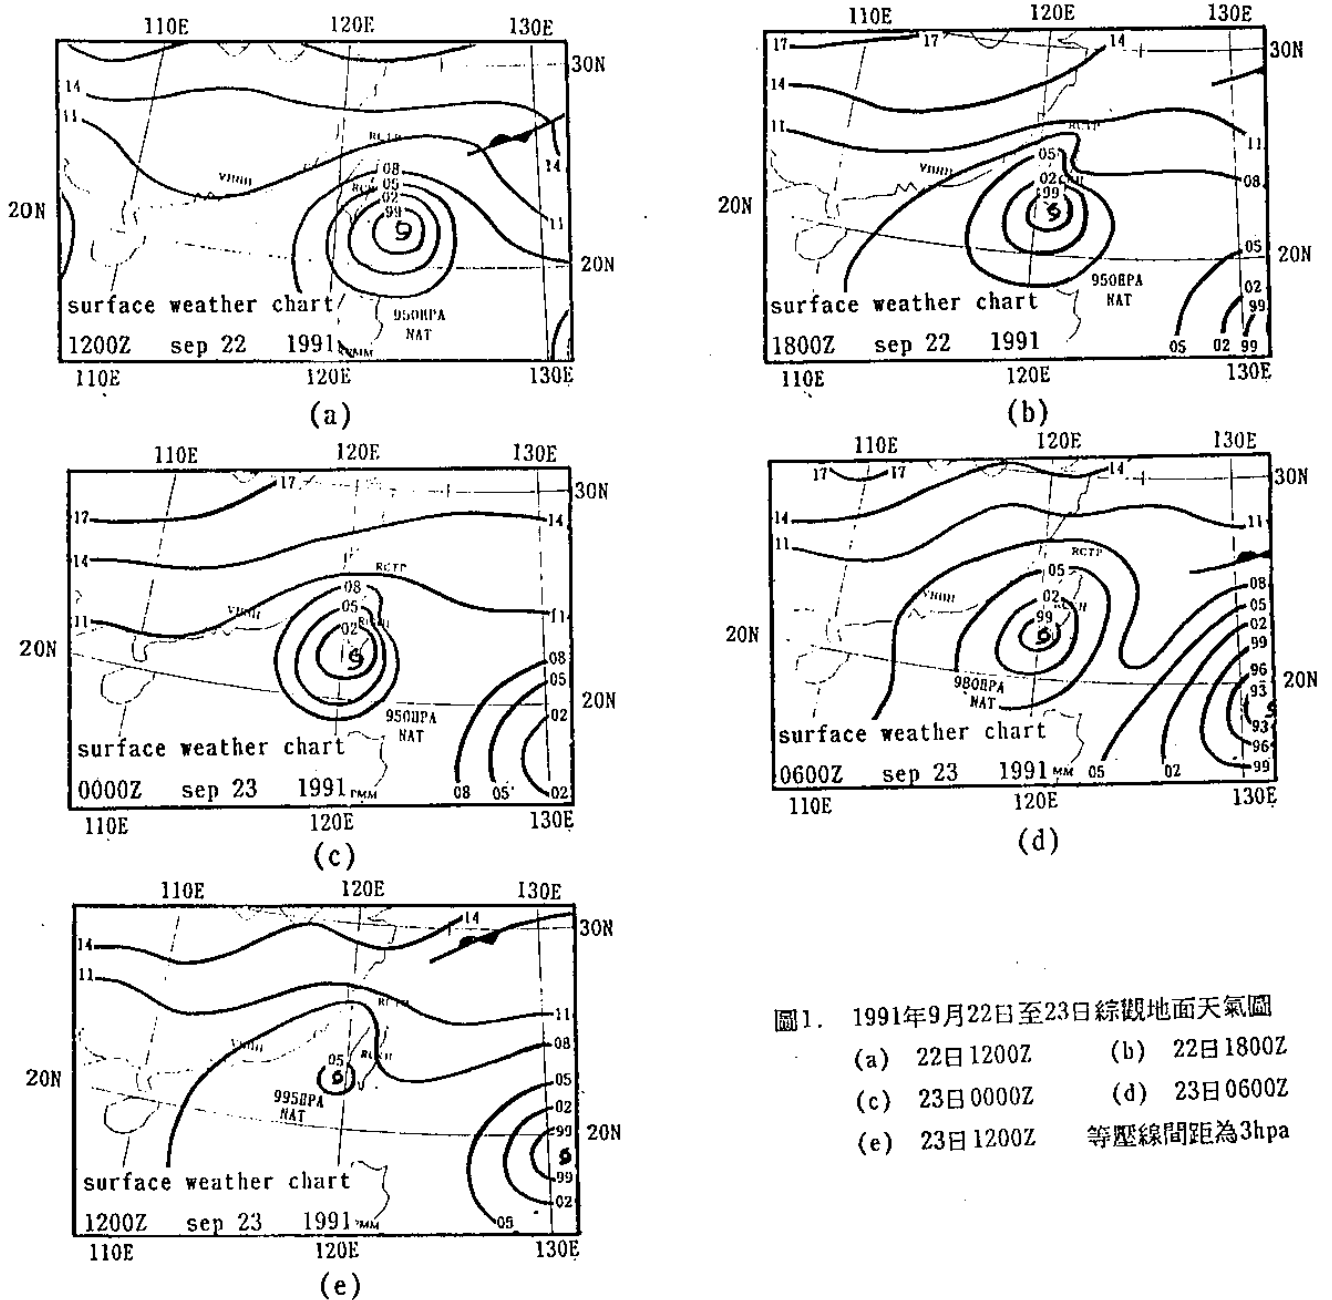 110E 120E 130E
30N
14
11
RCTP
14
VHHH
08
05
02
99
11
20N
20N
surface weather chart
950HPA
NAT
1200Z sep 22 1991
110E 120E 130E
(a)
110E 120E 130E
17 17 14
30N
14
11
RCTP
11
05
VHHH
02
08
99
20N
05
20N
950HPA
NAT
02
surface weather chart
99
1800Z sep 22 1991
05 02 99
110E 120E 130E
(b)
110E 120E 130E
17
30N
17
14
14
RCTP
08
05
11
11
VHHH
02
20N
08
05
20N
02
950HPA
NAT
surface weather chart
0000Z sep 23 1991 PMM
08 05 02
110E 120E 130E
(c)
110E 120E 130E
17 17 14
30N
14
11
11
RCTP
05
08
VHHH
02
05
99
02
20N
99
96
980HPA
NAT
93
20N
93
surface weather chart
96
99
0600Z sep 23 1991 MM
05 02
110E 120E 130E
(d)
110E 120E 130E
14
30N
14
11
11
VHHH
08
05
20N
05
995HPA
NAT
02
99
20N
99
surface weather chart
02
1200Z sep 23 1991 PMM
05
110E 120E 130E
(e)
圖1. 1991年9月22日至23日綜觀地面天氣圖
(a) 22日1200Z (b) 22日1800Z
(c) 23日0000Z (d) 23日0600Z
(e) 23日1200Z 等壓線間距為3hpa